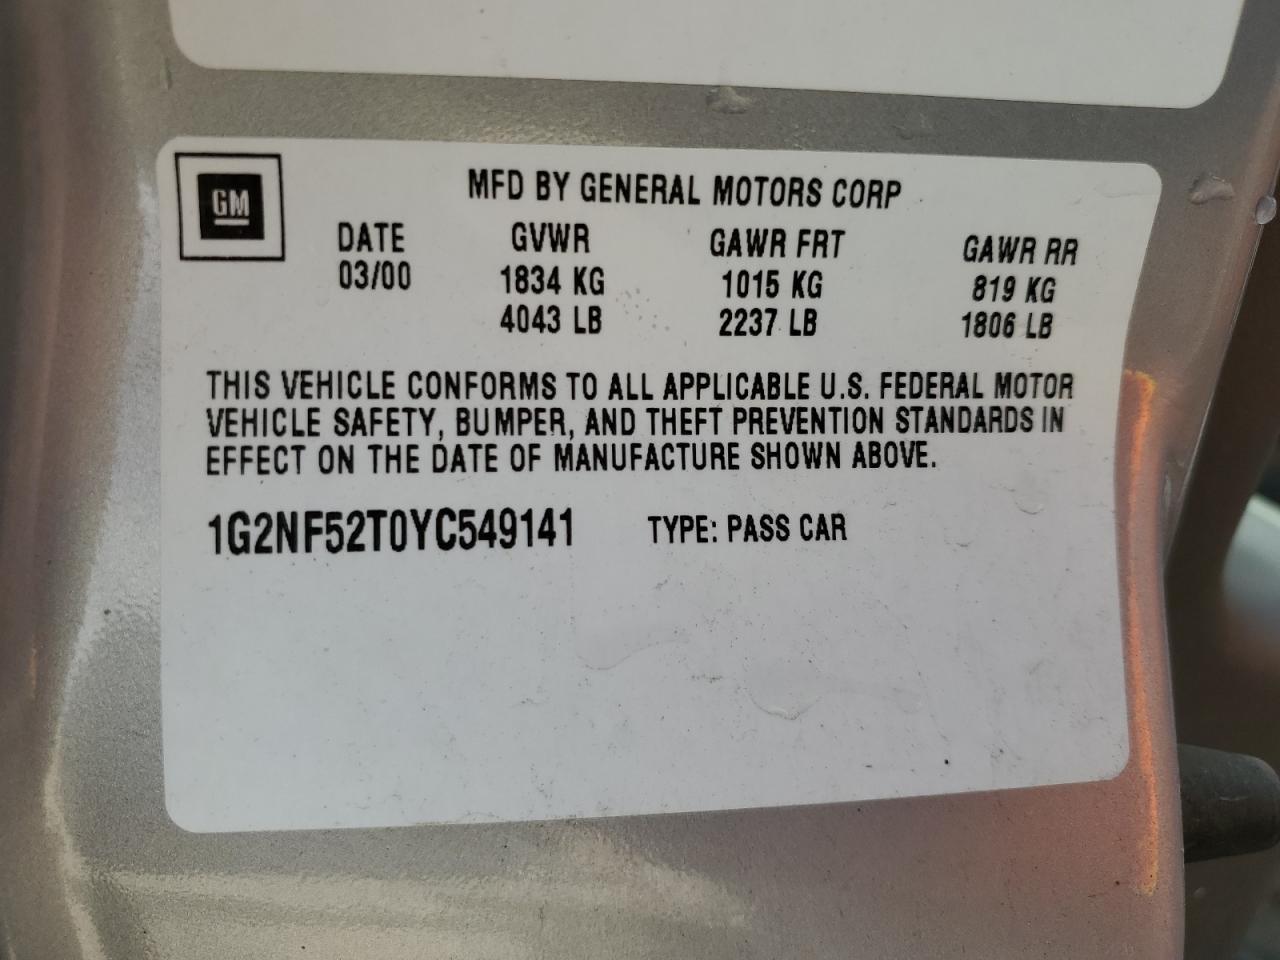 GM
MFD BY GENERAL MOTORS CORP
DATE GVWR GAWR FRT GAWR RR
03/00 1834 KG 1015 KG 819 KG
4043 LB 2237 LB 1806 LB
THIS VEHICLE CONFORMS TO ALL APPLICABLE U.S. FEDERAL MOTOR
VEHICLE SAFETY, BUMPER, AND THEFT PREVENTION STANDARDS IN
EFFECT ON THE DATE OF MANUFACTURE SHOWN ABOVE.
1G2NF52T0YC549141 TYPE: PASS CAR